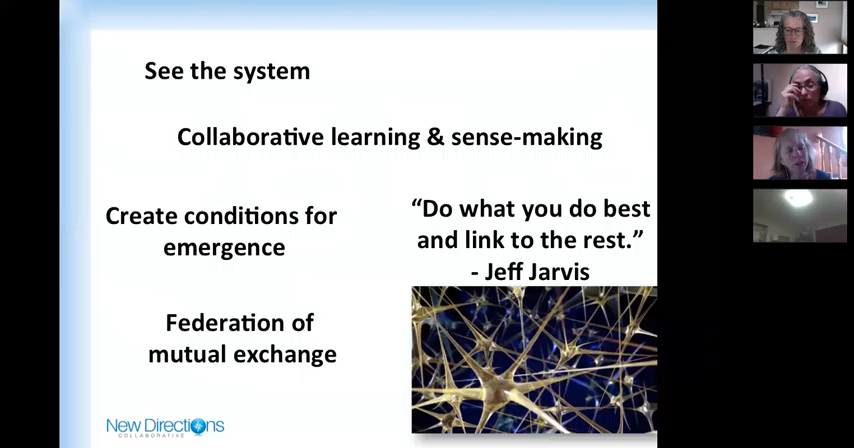 See the system
Collaborative learning & sense-making
Create conditions for
emergence
“Do what you do best
and link to the rest.”
- Jeff Jarvis
Federation of
mutual exchange
New Directions
COLLABORATIVE